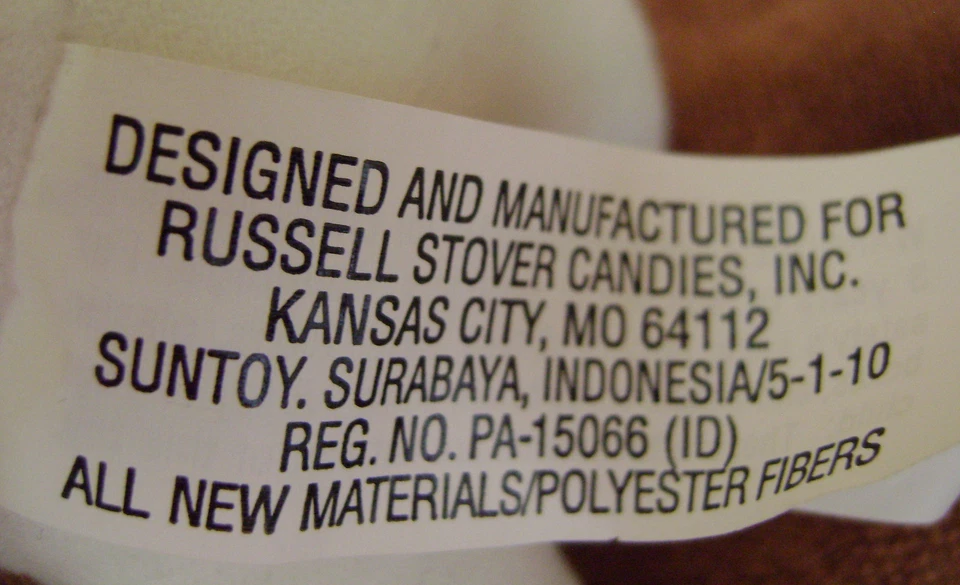 DESIGNED AND MANUFACTURED FOR
RUSSELL STOVER CANDIES, INC.
KANSAS CITY, MO 64112
SUNTOY. SURABAYA, INDONESIA/5-1-10
REG. NO. PA-15066 (ID)
ALL NEW MATERIALS/POLYESTER FIBERS